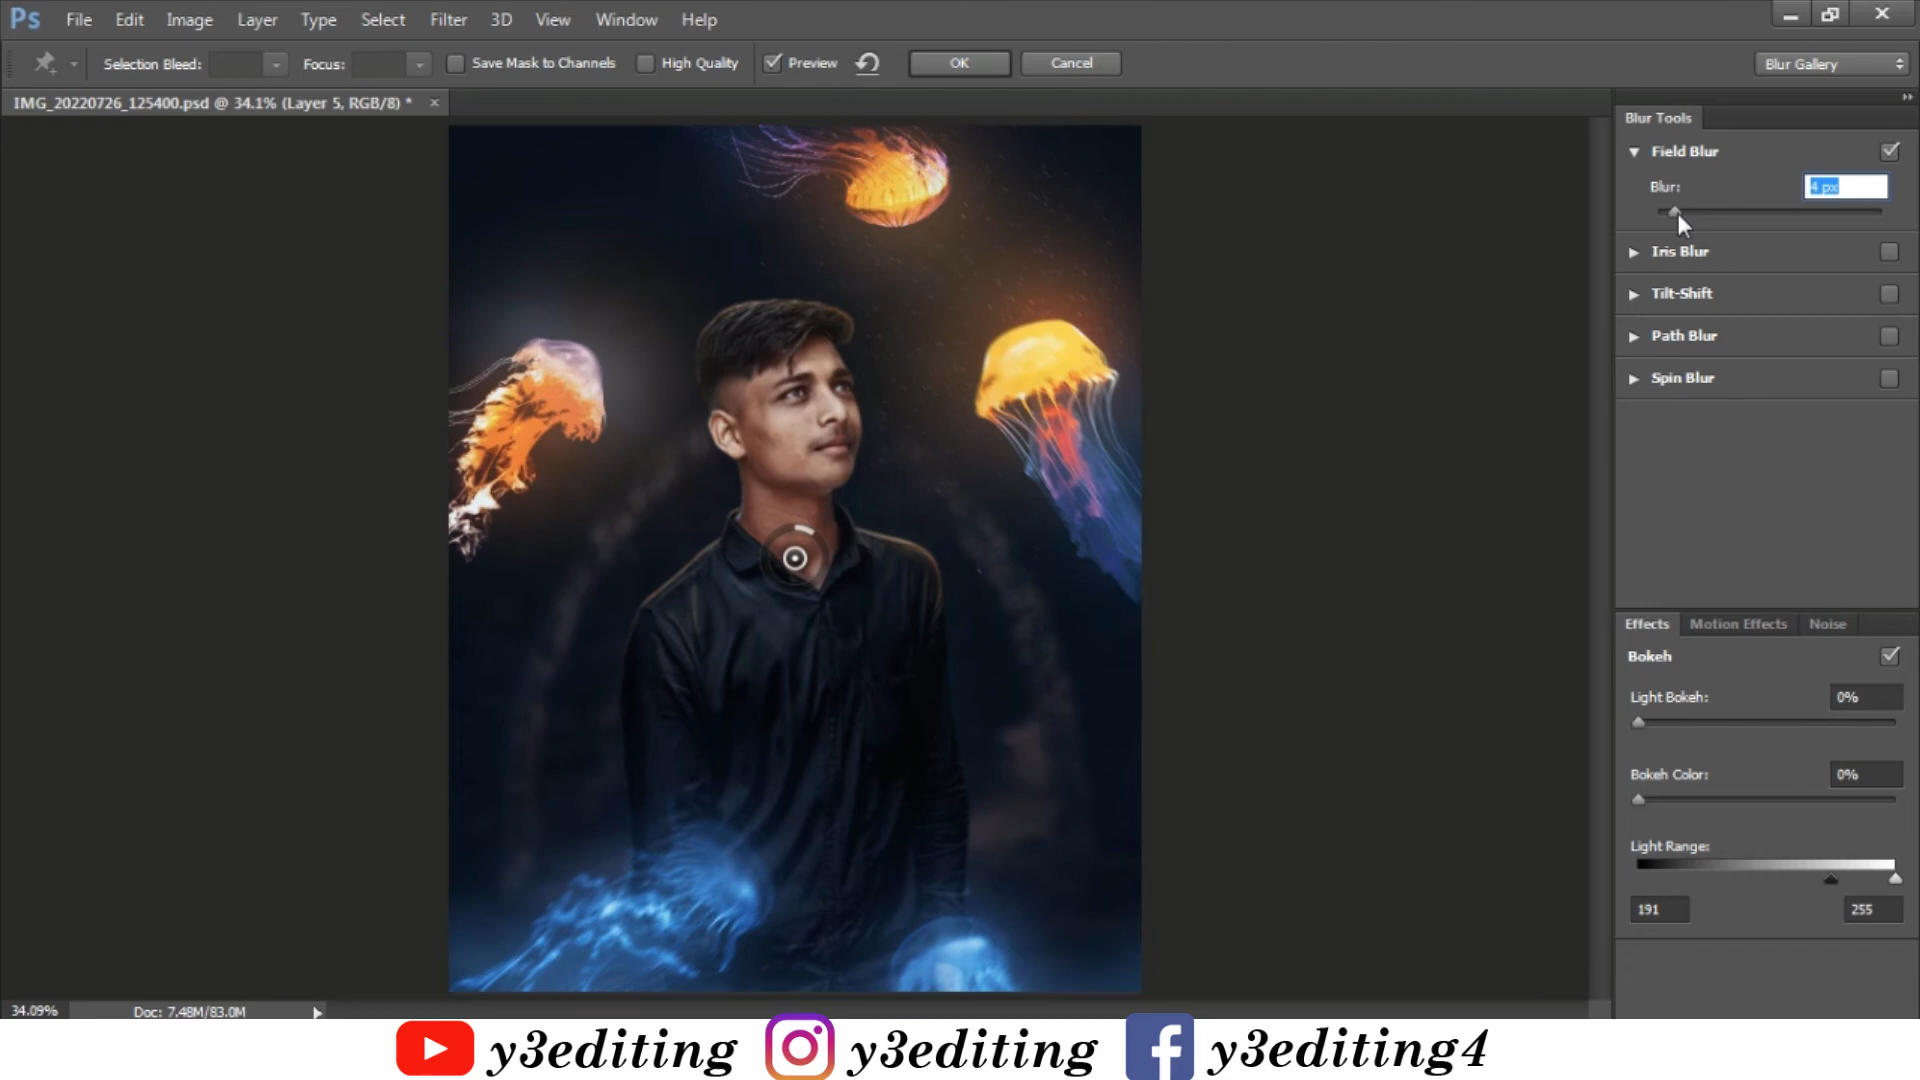 Ps File Edit Image Layer Type Select Filter 3D View Window Help
Selection Bleed: Focus: Save Mask to Channels High Quality Preview OK Cancel Blur Gallery
IMG_20220726_125400.psd @ 34.1% (Layer 5, RGB/8) * ×
Blur Tools
Field Blur
Blur: 4 px
Iris Blur
Tilt-Shift
Path Blur
Spin Blur
Effects Motion Effects Noise
Bokeh
Light Bokeh: 0%
Bokeh Color: 0%
Light Range:
191 255
34.09% Doc: 7.48M/83.0M
y3editing y3editing f y3editing4